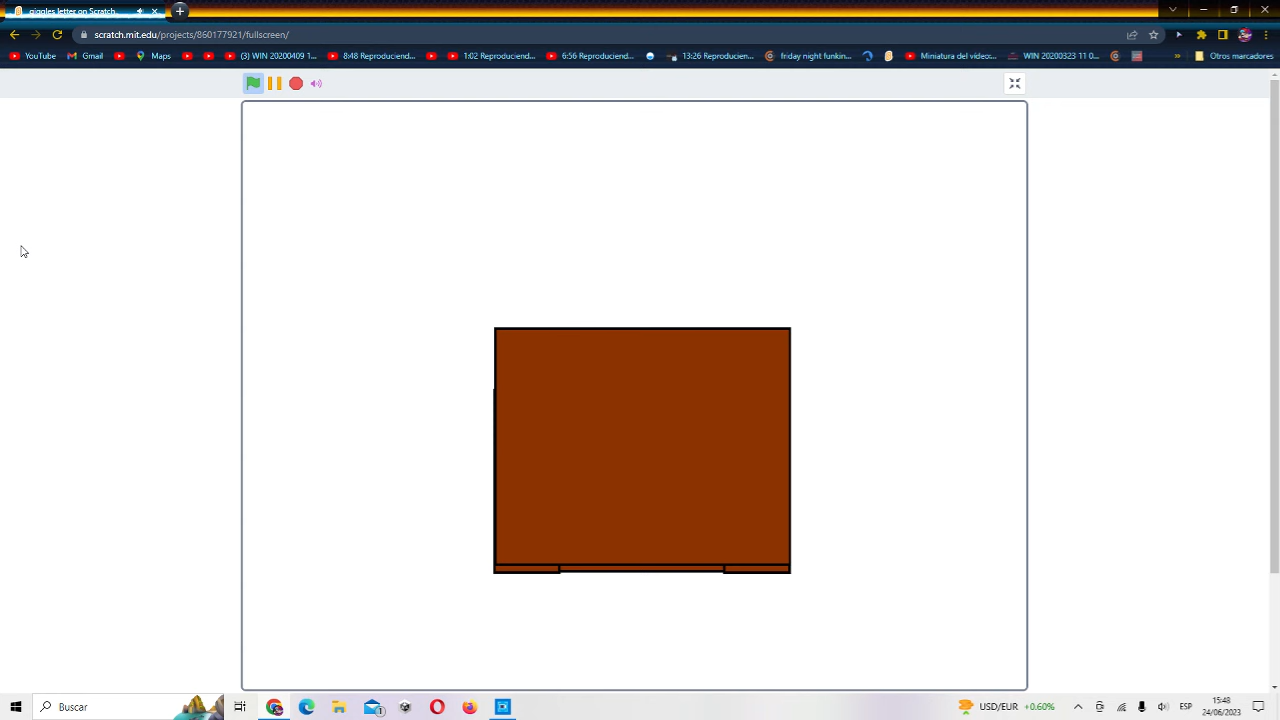 giggles letter on Scratch
scratch.mit.edu/projects/860177921/fullscreen/
YouTube
Gmail
Maps
(3) WIN 20200409 1...
8:48 Reproduciend...
1:02 Reproduciend...
6:56 Reproduciend...
13:26 Reproducien...
friday night funkin...
Miniatura del vídeo...
WIN 20200323 11 0...
»
Otros marcadores
Buscar
USD/EUR +0.60%
ESP
15:48
24/06/2023